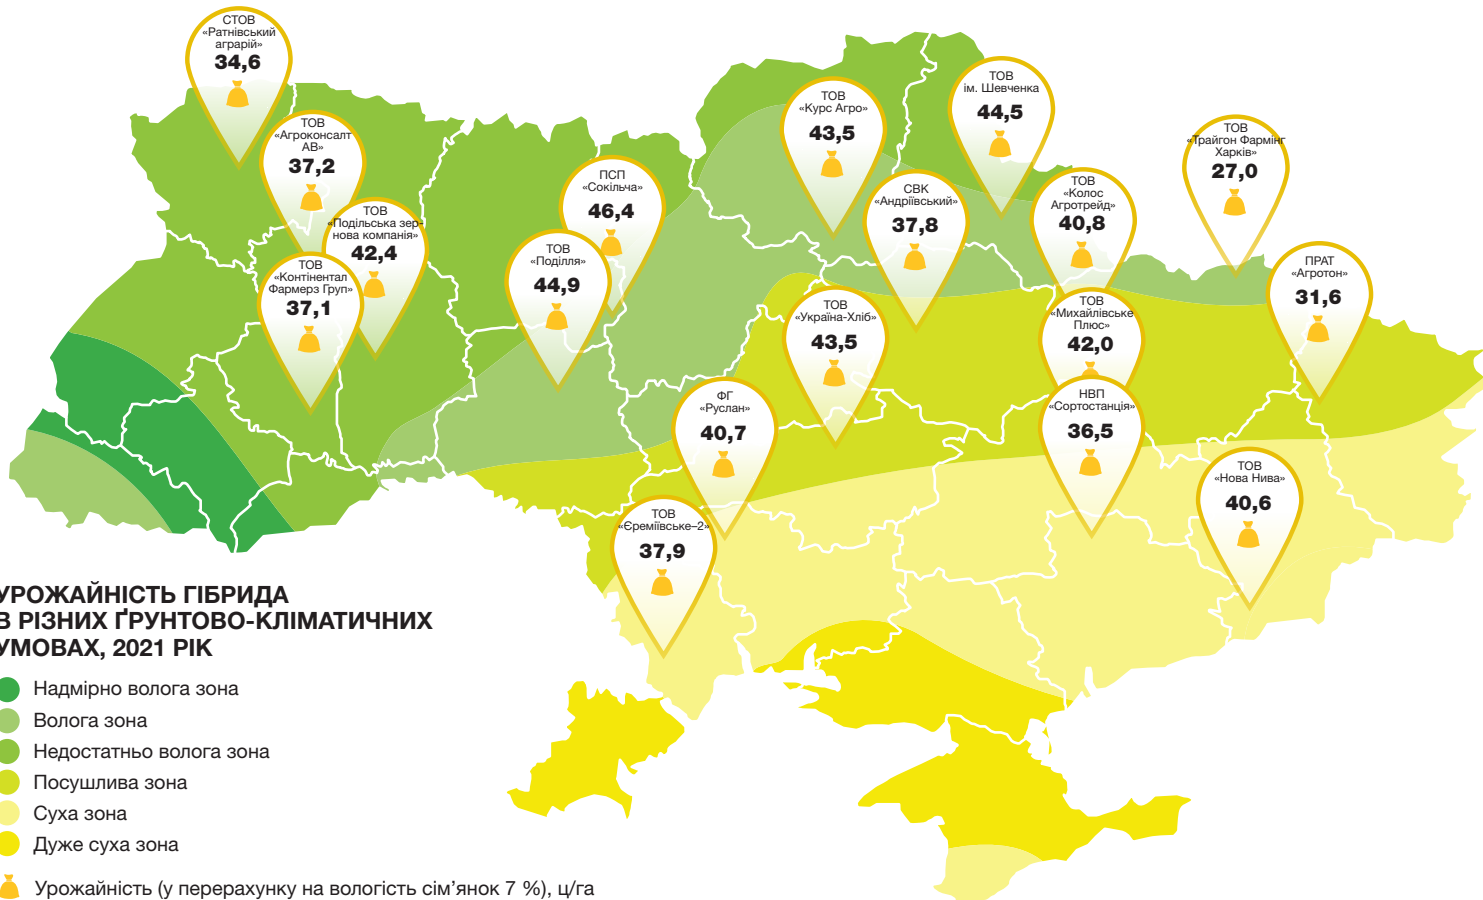 СТОВ
«Ратнівський
аграрій»
34,6
ТОВ
«Агроконсалт
АВ»
37,2
ТОВ
«Подільська зер-
нова компанія»
42,4
ТОВ
«Контінентал
Фармерз Груп»
37,1
ПСП
«Сокільча»
46,4
ТОВ
«Поділля»
44,9
ТОВ
«Курс Агро»
43,5
ТОВ
ім. Шевченка
44,5
СВК
«Андріївський»
37,8
ТОВ
«Колос
Агротрейд»
40,8
ТОВ
«Трайгон Фармінг
Харків»
27,0
ПРАТ
«Агротон»
31,6
ТОВ
«Україна-Хліб»
43,5
ТОВ
«Михайлівське
Плюс»
42,0
ФГ
«Руслан»
40,7
НВП
«Сортостанція»
36,5
ТОВ
«Нова Нива»
40,6
ТОВ
«Єреміївське-2»
37,9
УРОЖАЙНІСТЬ ГІБРИДА
В РІЗНИХ ҐРУНТОВО-КЛІМАТИЧНИХ
УМОВАХ, 2021 РІК
Надмірно волога зона
Волога зона
Недостатньо волога зона
Посушлива зона
Суха зона
Дуже суха зона
Урожайність (у перерахунку на вологість сім’янок 7 %), ц/га